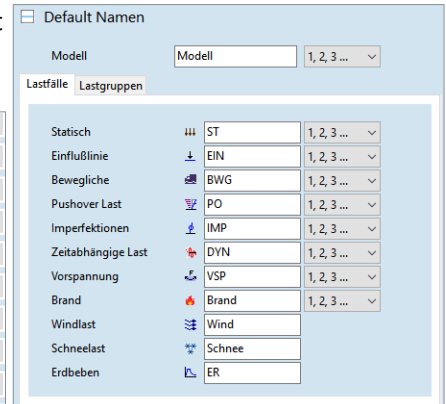 Default Namen
Modell Modell 1, 2, 3 ...
Lastfälle Lastgruppen
Statisch ST 1, 2, 3 ...
Einflußlinie EIN 1, 2, 3 ...
Bewegliche BWG 1, 2, 3 ...
Pushover Last PO 1, 2, 3 ...
Imperfektionen IMP 1, 2, 3 ...
Zeitabhängige Last DYN 1, 2, 3 ...
Vorspannung VSP 1, 2, 3 ...
Brand Brand 1, 2, 3 ...
Windlast Wind
Schneelast Schnee
Erdbeben ER